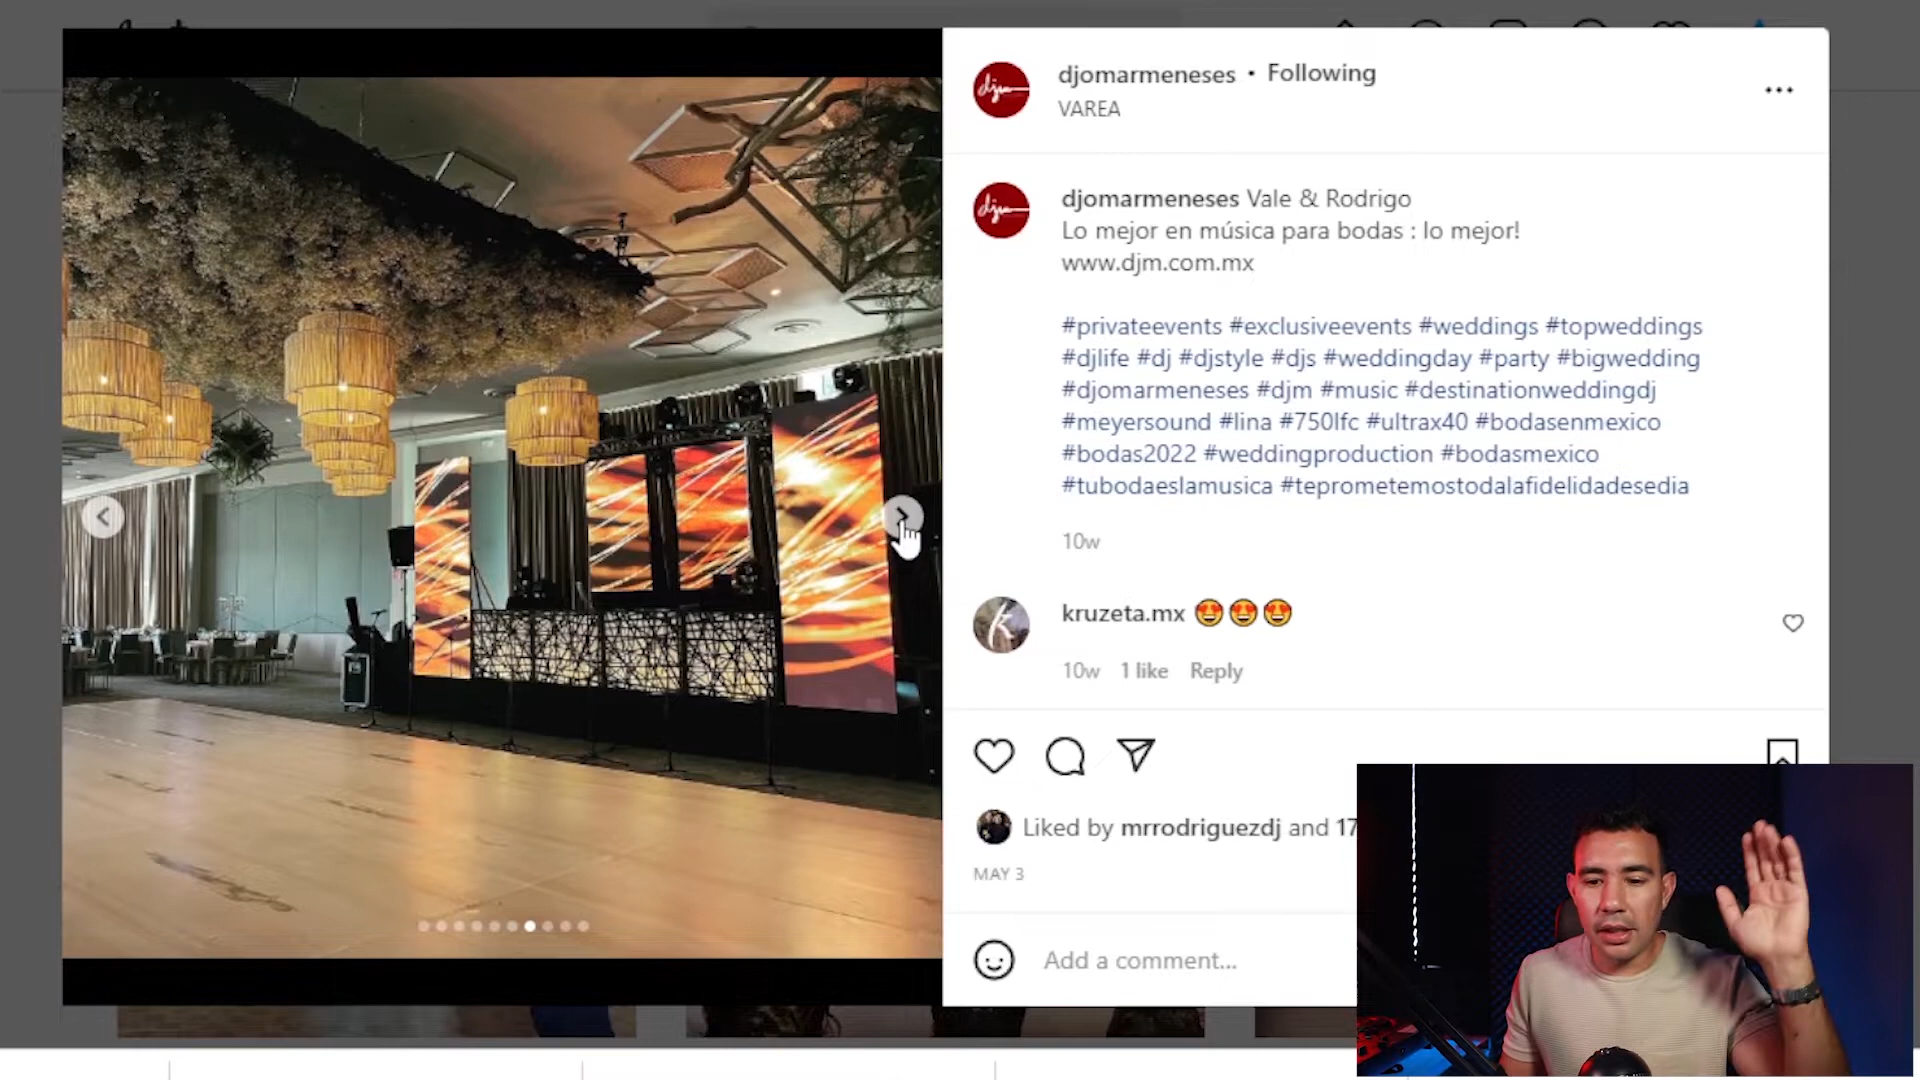 djomarmeneses • Following
VAREA
djomarmeneses Vale & Rodrigo
Lo mejor en música para bodas : lo mejor!
www.djm.com.mx
#privateevents #exclusiveevents #weddings #topweddings
#djlife #dj #djstyle #djs #weddingday #party #bigwedding
#djomarmeneses #djm #music #destinationweddingdj
#meyersound #lina #750lfc #ultrax40 #bodasenmexico
#bodas2022 #weddingproduction #bodasmexico
#tubodaeslamusica #teprometemostodalafidelidadesedia
10w
kruzeta.mx 😍😍😍
10w 1 like Reply
Liked by mrrodriguezdj and 17
MAY 3
Add a comment...